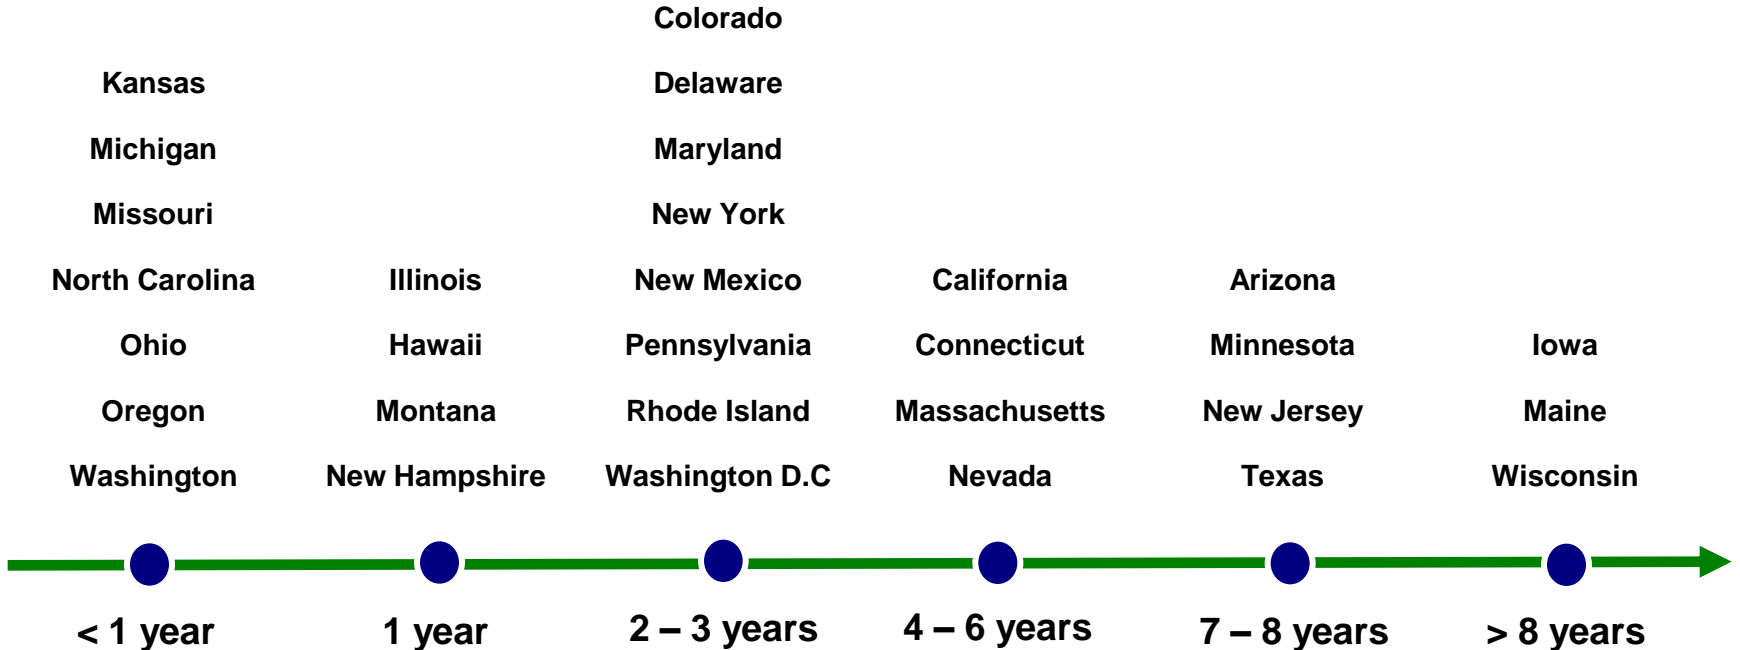 Colorado
Kansas Delaware
Michigan Maryland
Missouri New York
North Carolina Illinois New Mexico California Arizona
Ohio Hawaii Pennsylvania Connecticut Minnesota Iowa
Oregon Montana Rhode Island Massachusetts New Jersey Maine
Washington New Hampshire Washington D.C Nevada Texas Wisconsin
< 1 year 1 year 2 – 3 years 4 – 6 years 7 – 8 years > 8 years